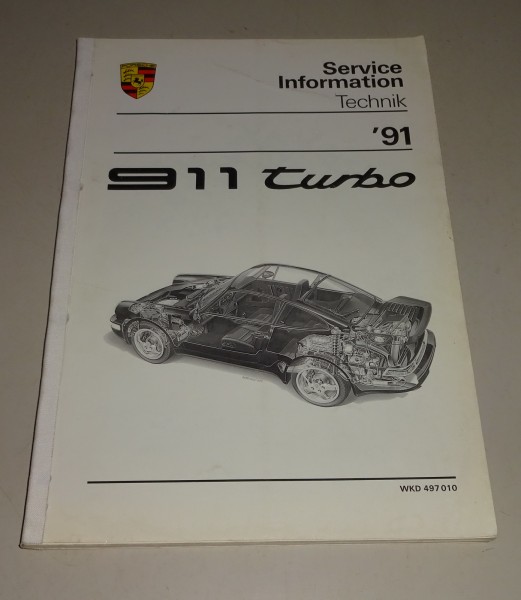 Service
Information
Technik
'91
911 turbo
WKD 497 010